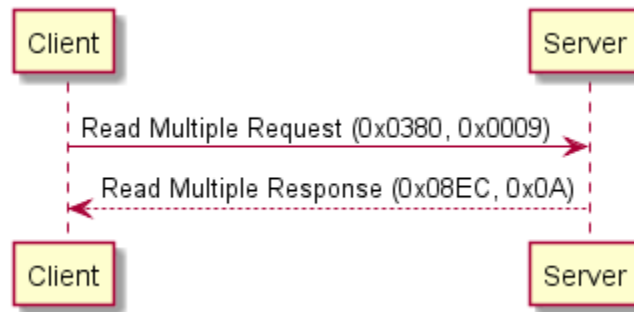 Client Server
Read Multiple Request (0x0380, 0x0009)
Read Multiple Response (0x08EC, 0x0A)
Client Server